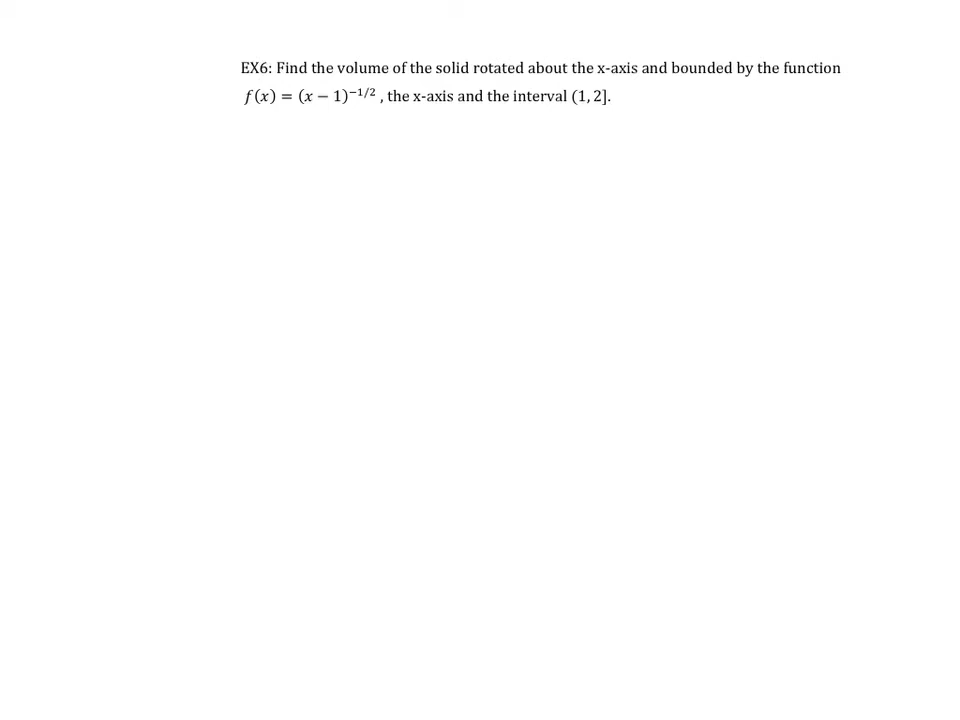 EX6: Find the volume of the solid rotated about the x-axis and bounded by the function
f(x) = (x − 1)^{−1/2} , the x-axis and the interval (1, 2].